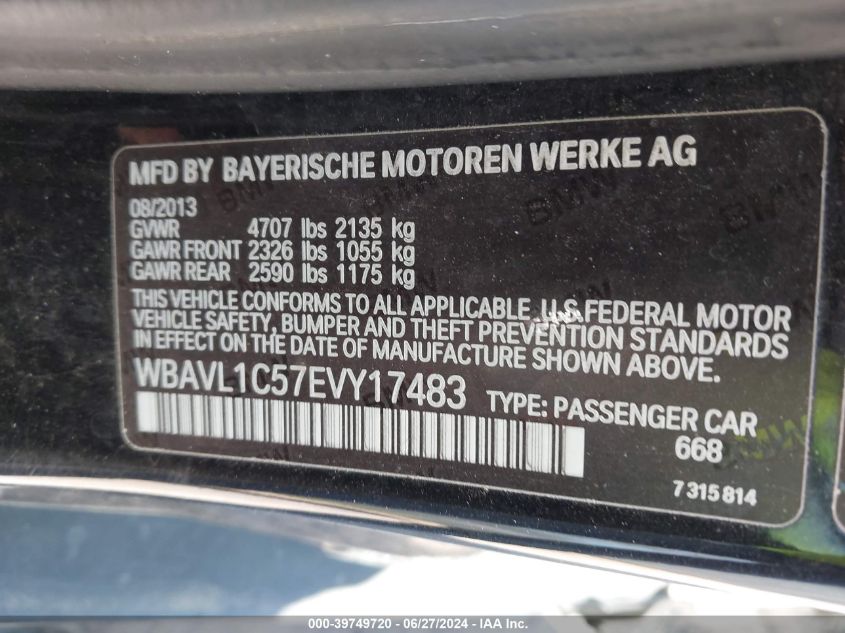 MFD BY BAYERISCHE MOTOREN WERKE AG
08/2013
GVWR 4707 lbs 2135 kg
GAWR FRONT 2326 lbs 1055 kg
GAWR REAR 2590 lbs 1175 kg
THIS VEHICLE CONFORMS TO ALL APPLICABLE U.S. FEDERAL MOTOR
VEHICLE SAFETY, BUMPER AND THEFT PREVENTION STANDARDS
IN EFFECT ON THE DATE OF MANUFACTURE SHOWN ABOVE.
WBAVL1C57EVY17483 TYPE: PASSENGER CAR
668
7 315 814
000-39749720 - 06/27/2024 - IAA Inc.